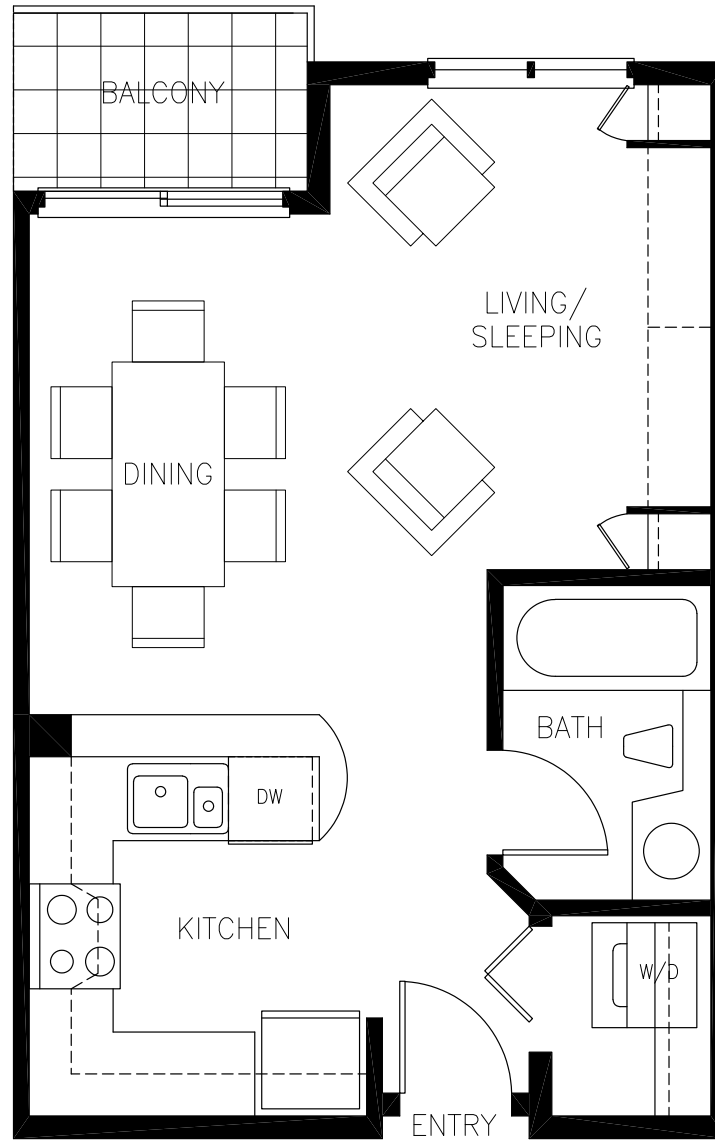 BALCONY
LIVING/
SLEEPING
DINING
BATH
DW
KITCHEN
W/D
ENTRY